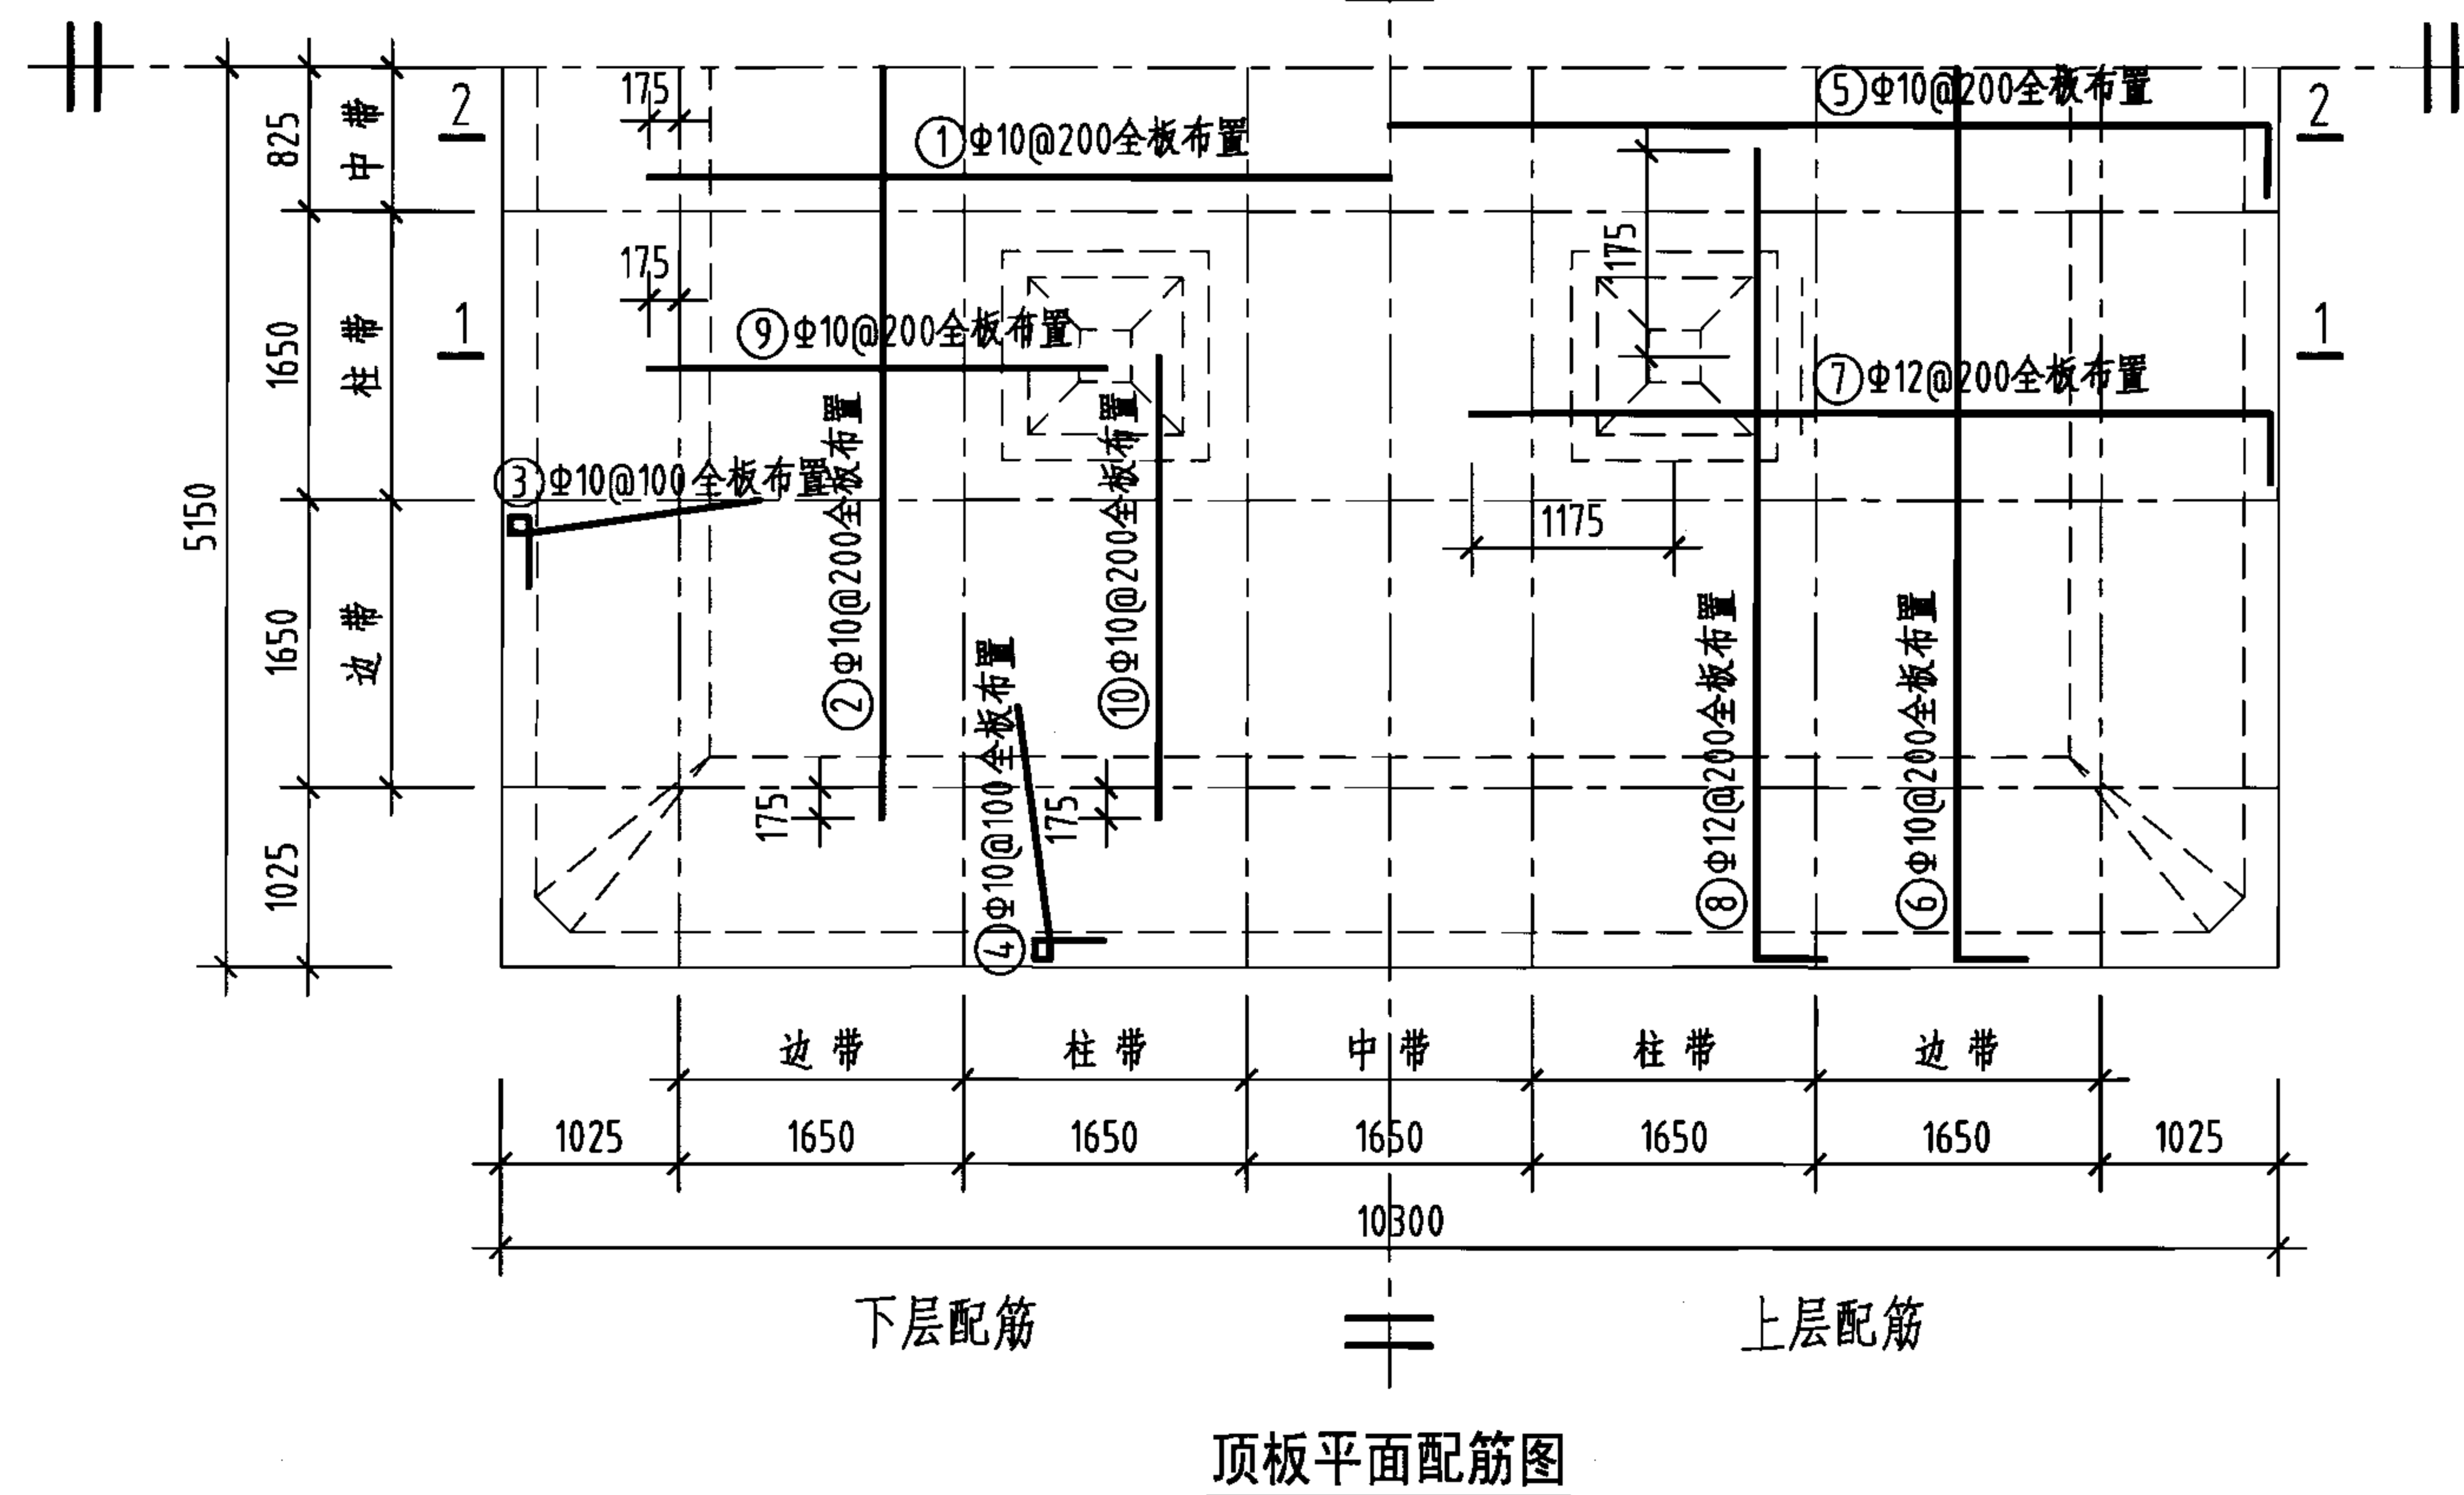 175
⑤Φ10@200全板布置
2
2
825
中带
①Φ10@200全板布置
175
1175
1
1
⑨Φ10@200全板布置
1650
柱带
⑦Φ12@200全板布置
③Φ10@100全板布置
②Φ10@200全板布置
⑩Φ10@200全板布置
5150
1175
1650
边带
④Φ10@100全板布置
⑧Φ12@200全板布置
⑥Φ10@200全板布置
175
175
1025
边带 柱带 中带 柱带 边带
1025 1650 1650 1650 1650 1650 1025
10300
下层配筋 上层配筋
顶板平面配筋图